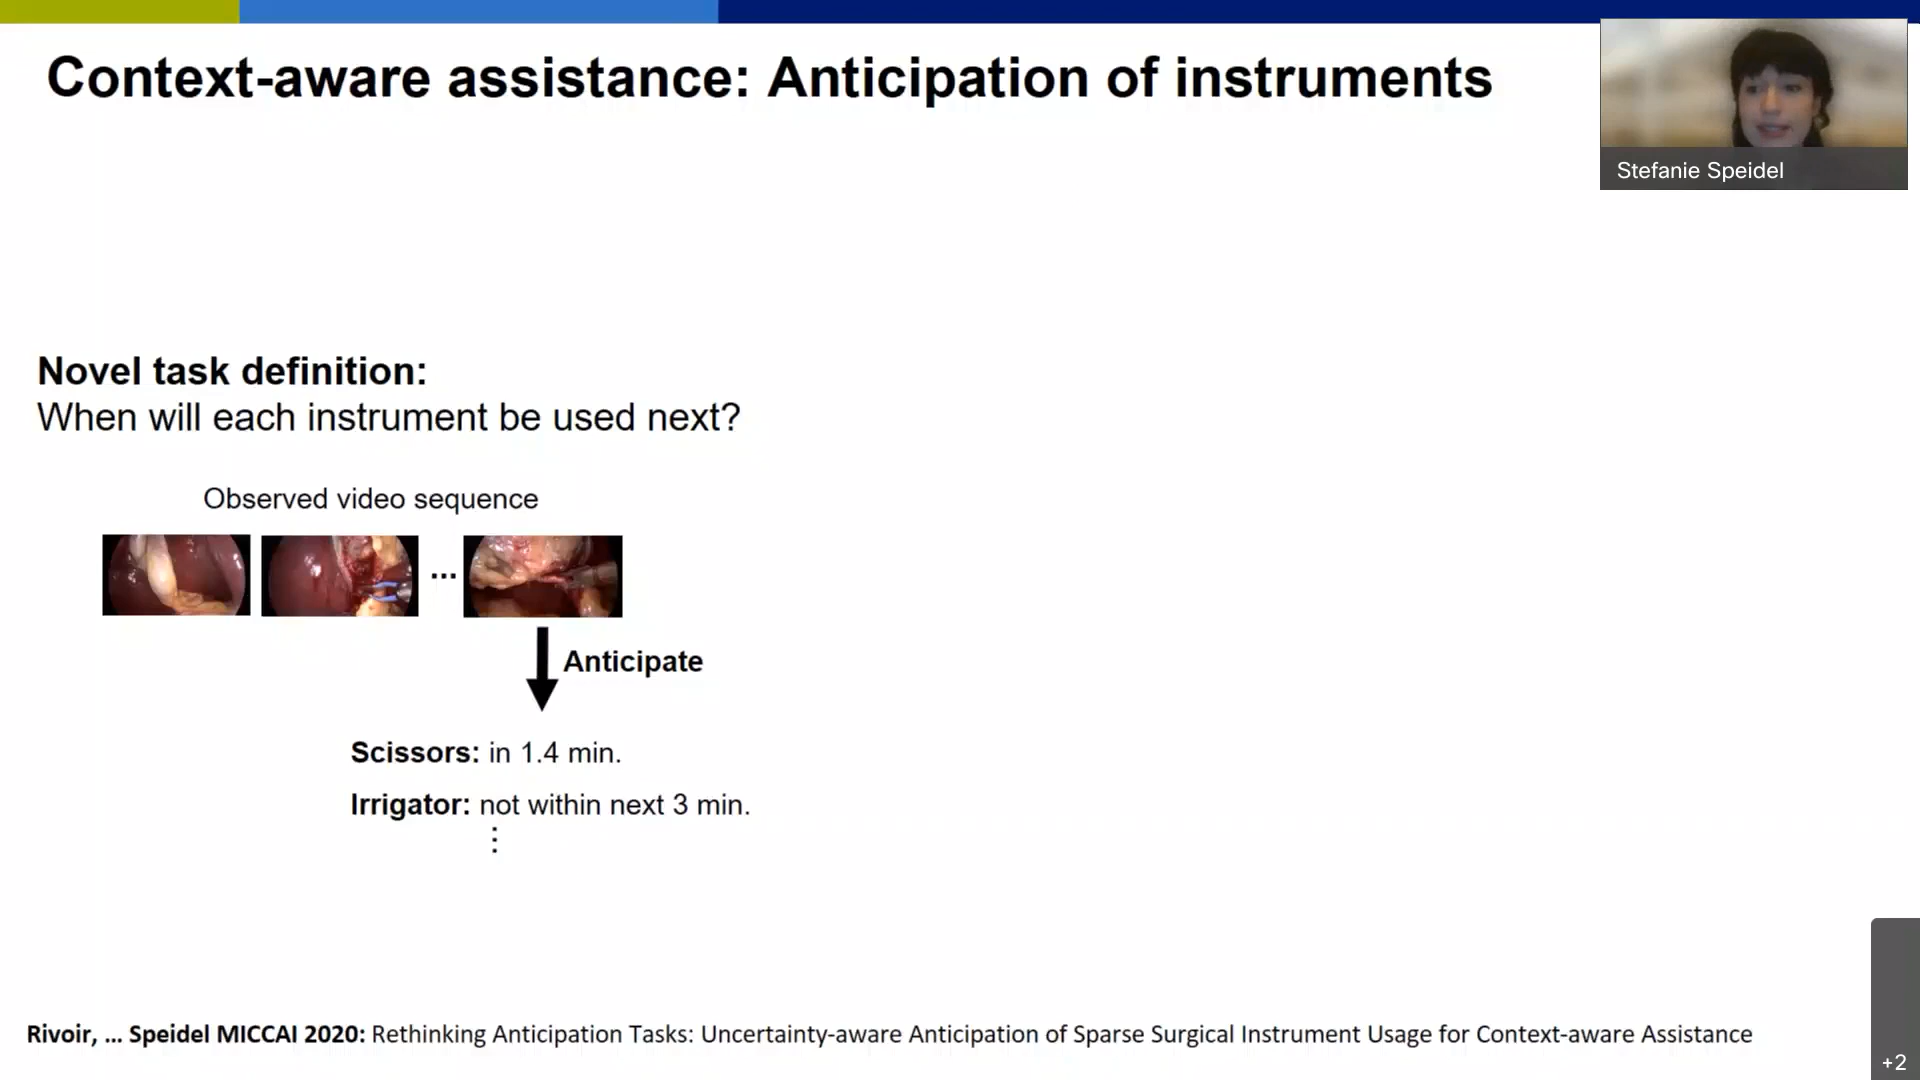 Context-aware assistance: Anticipation of instruments
Stefanie Speidel
Novel task definition:
When will each instrument be used next?
Observed video sequence
...
Anticipate
Scissors: in 1.4 min.
Irrigator: not within next 3 min.
⋮
Rivoir, ... Speidel MICCAI 2020: Rethinking Anticipation Tasks: Uncertainty-aware Anticipation of Sparse Surgical Instrument Usage for Context-aware Assistance
+2